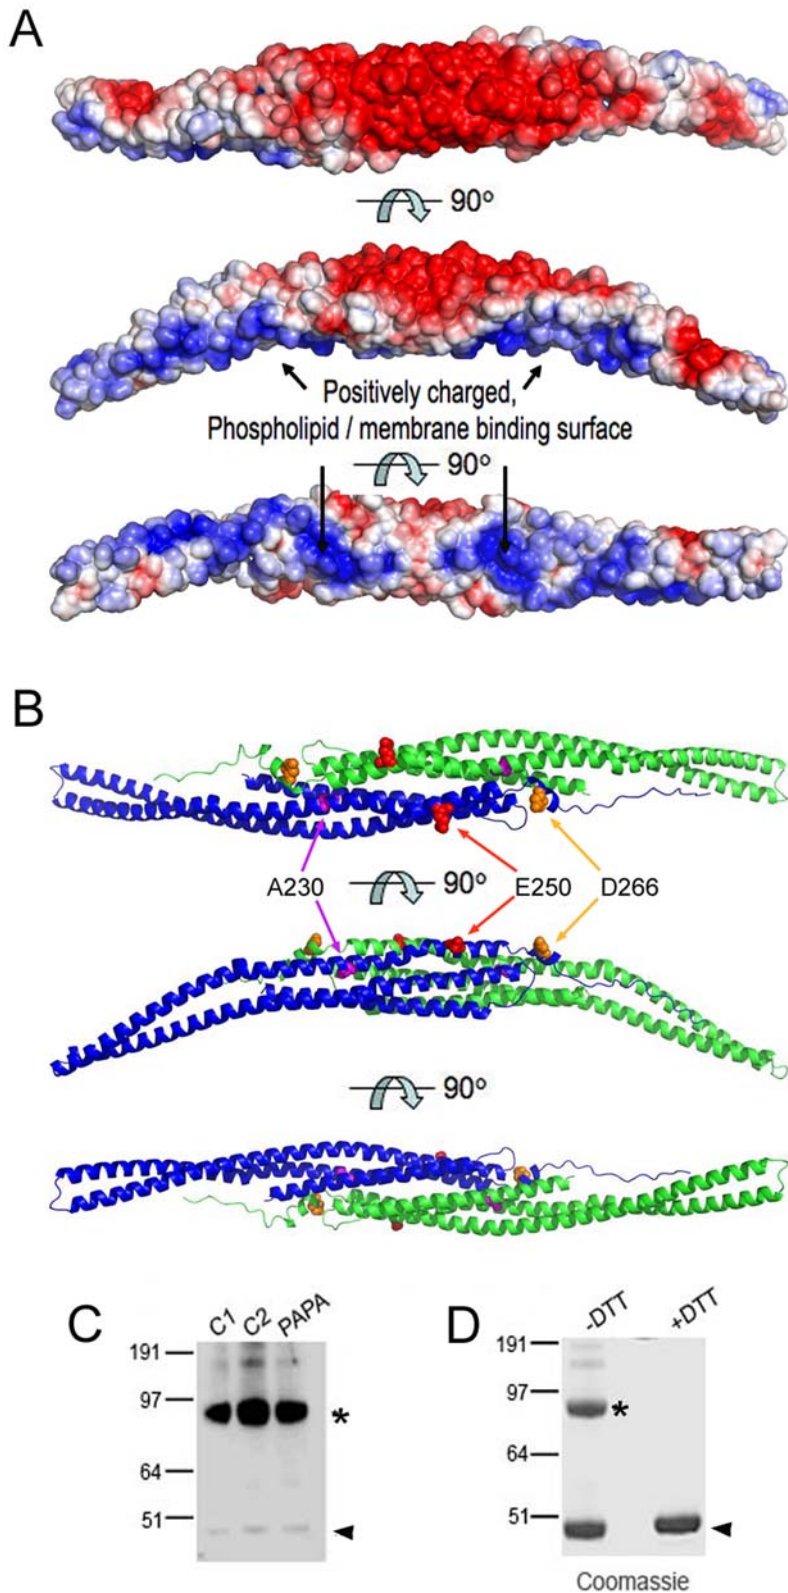 A
90°
Positively charged,
Phospholipid / membrane binding surface
90°
B
A230
90°
E250
D266
90°
C
C1
C2
PAPA
191
97
*
64
51
D
-DTT
+DTT
191
97
*
64
51
Coomassie